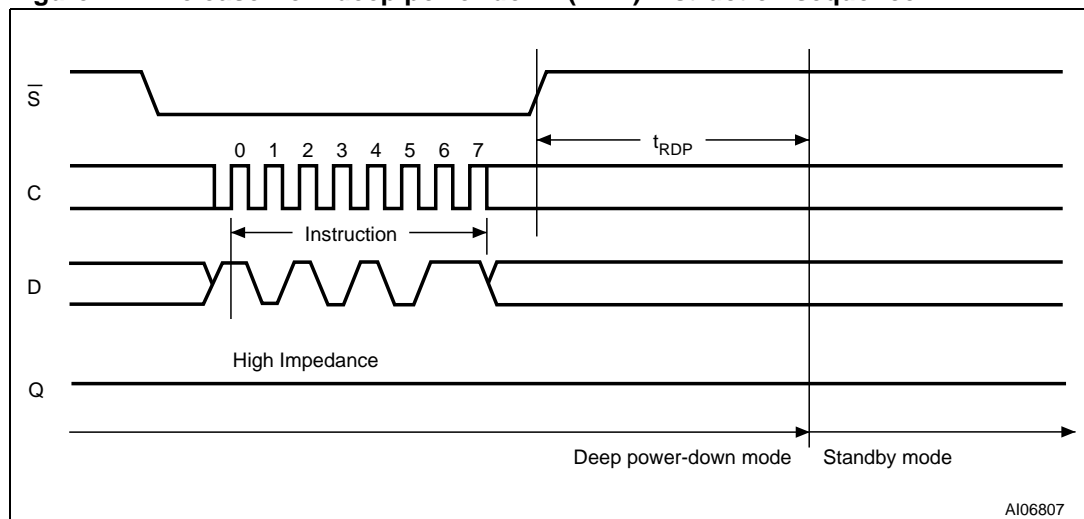 S
tRDP
0 1 2 3 4 5 6 7
C
Instruction
D
High Impedance
Q
Deep power-down mode Standby mode
AI06807